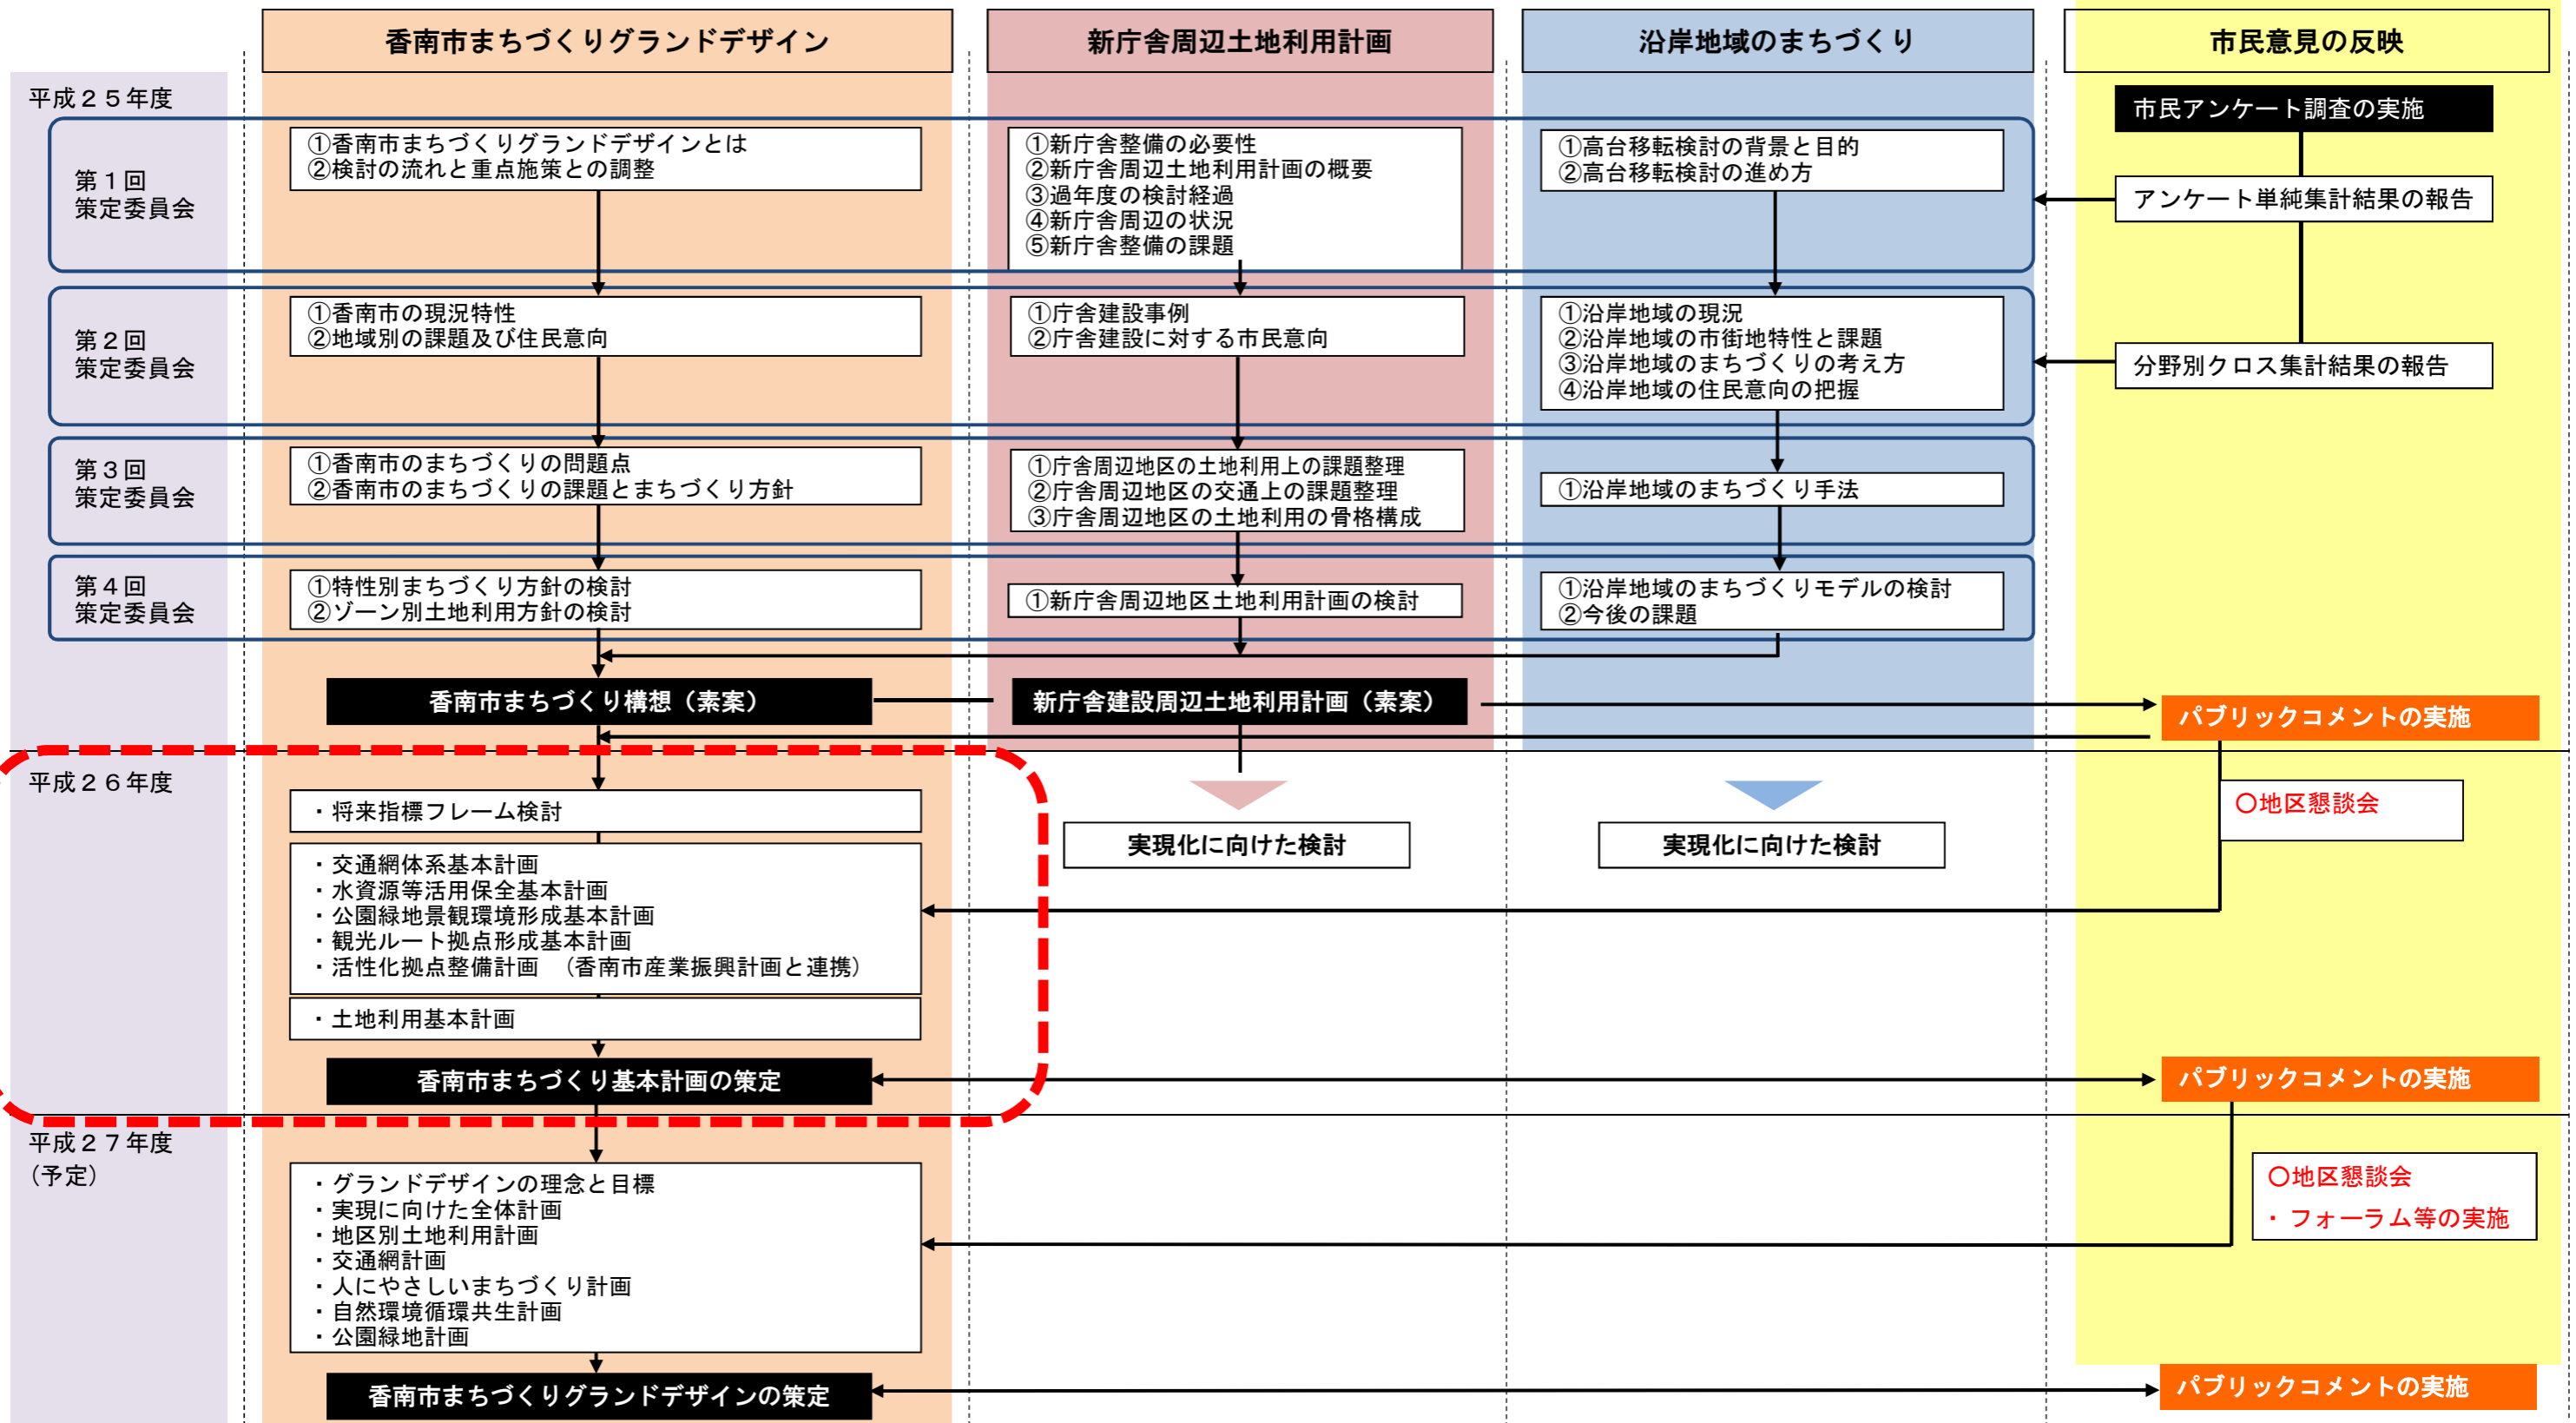 香南市まちづくりグランドデザイン
新庁舎周辺土地利用計画
沿岸地域のまちづくり
市民意見の反映
平成２５年度
市民アンケート調査の実施
第１回
策定委員会
①香南市まちづくりグランドデザインとは
②検討の流れと重点施策との調整
①新庁舎整備の必要性
②新庁舎周辺土地利用計画の概要
③過年度の検討経過
④新庁舎周辺の状況
⑤新庁舎整備の課題
①高台移転検討の背景と目的
②高台移転検討の進め方
アンケート単純集計結果の報告
第２回
策定委員会
①香南市の現況特性
②地域別の課題及び住民意向
①庁舎建設事例
②庁舎建設に対する市民意向
①沿岸地域の現況
②沿岸地域の市街地特性と課題
③沿岸地域のまちづくりの考え方
④沿岸地域の住民意向の把握
分野別クロス集計結果の報告
第３回
策定委員会
①香南市のまちづくりの問題点
②香南市のまちづくりの課題とまちづくり方針
①庁舎周辺地区の土地利用上の課題整理
②庁舎周辺地区の交通上の課題整理
③庁舎周辺地区の土地利用の骨格構成
①沿岸地域のまちづくり手法
第４回
策定委員会
①特性別まちづくり方針の検討
②ゾーン別土地利用方針の検討
①新庁舎周辺地区土地利用計画の検討
①沿岸地域のまちづくりモデルの検討
②今後の課題
香南市まちづくり構想（素案）
新庁舎建設周辺土地利用計画（素案）
パブリックコメントの実施
平成２６年度
・将来指標フレーム検討
・交通網体系基本計画
・水資源等活用保全基本計画
・公園緑地景観環境形成基本計画
・観光ルート拠点形成基本計画
・活性化拠点整備計画　（香南市産業振興計画と連携）
・土地利用基本計画
実現化に向けた検討
実現化に向けた検討
〇地区懇談会
香南市まちづくり基本計画の策定
パブリックコメントの実施
平成２７年度
（予定）
・グランドデザインの理念と目標
・実現に向けた全体計画
・地区別土地利用計画
・交通網計画
・人にやさしいまちづくり計画
・自然環境循環共生計画
・公園緑地計画
〇地区懇談会
・フォーラム等の実施
香南市まちづくりグランドデザインの策定
パブリックコメントの実施